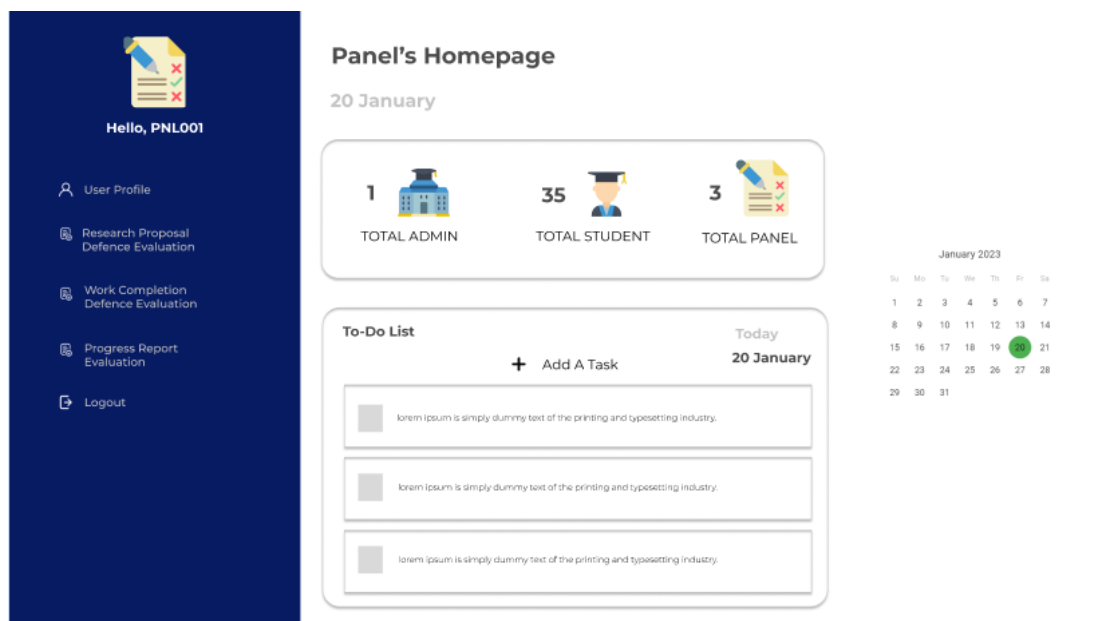 Hello, PNL001
User Profile
Research Proposal
Defence Evaluation
Work Completion
Defence Evaluation
Progress Report
Evaluation
Logout
Panel's Homepage
20 January
1
TOTAL ADMIN
35
TOTAL STUDENT
3
TOTAL PANEL
To-Do List
Today
20 January
+ Add A Task
lorem ipsum is simply dummy text of the printing and typesetting industry.
lorem ipsum is simply dummy text of the printing and typesetting industry.
lorem ipsum is simply dummy text of the printing and typesetting industry.
January 2023
Su Mo Tu We Th Fr Sa
1 2 3 4 5 6 7
8 9 10 11 12 13 14
15 16 17 18 19 20 21
22 23 24 25 26 27 28
29 30 31